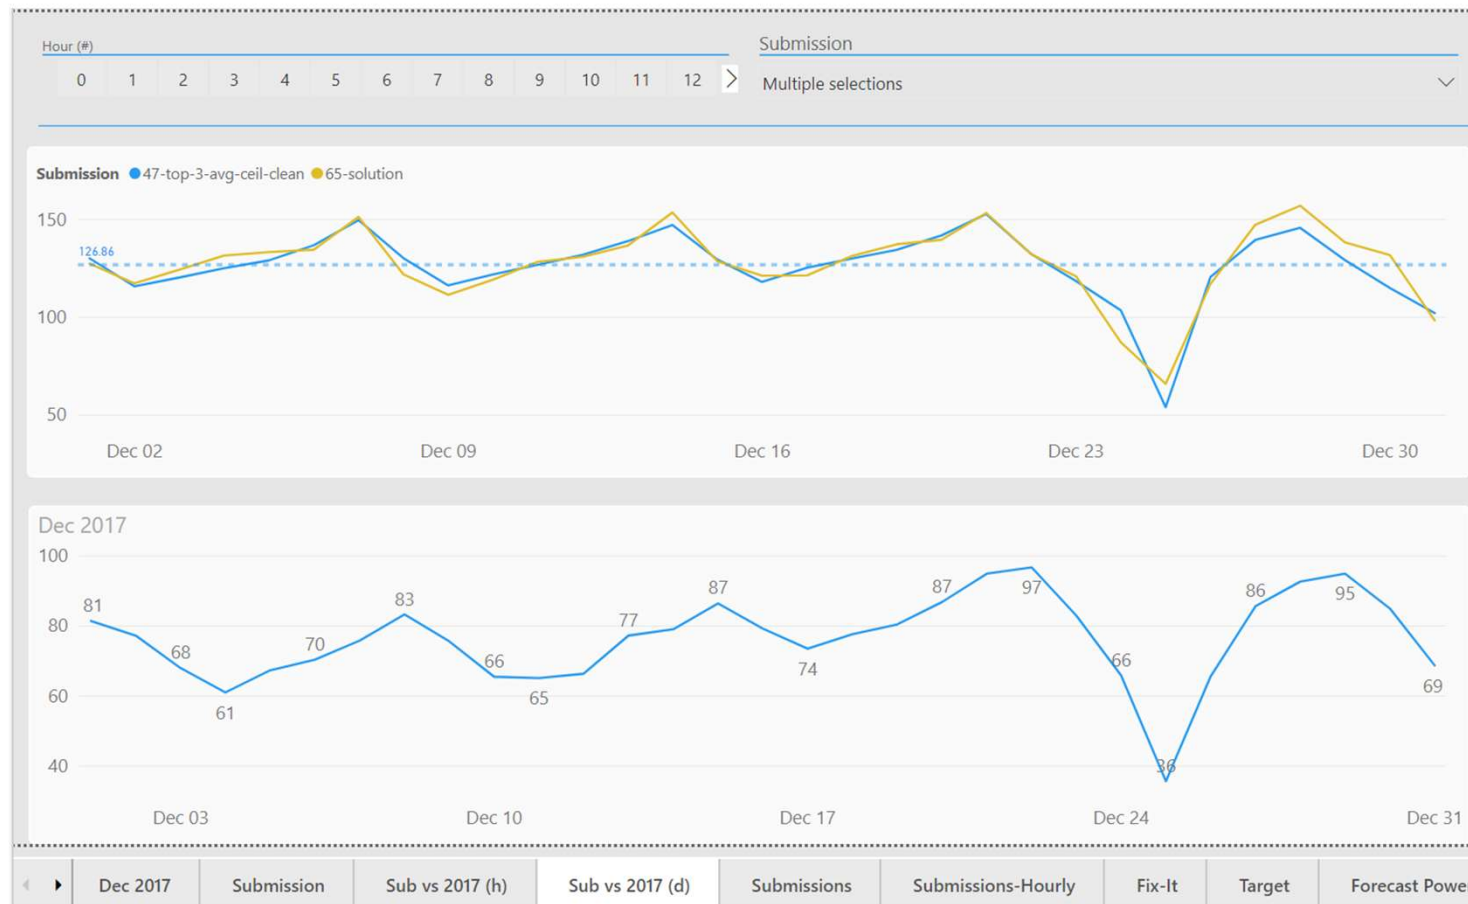 Hour (#)
0 1 2 3 4 5 6 7 8 9 10 11 12
Submission
Multiple selections
Submission 47-top-3-avg-ceil-clean 65-solution
150
126.86
100
50
Dec 02 Dec 09 Dec 16 Dec 23 Dec 30
Dec 2017
100
81 83 87 87 97 86 95
80
68 70 77
66 65 74 66 69
60
61
40
36
Dec 03 Dec 10 Dec 17 Dec 24 Dec 31
Dec 2017 Submission Sub vs 2017 (h) Sub vs 2017 (d) Submissions Submissions-Hourly Fix-It Target Forecast Powe